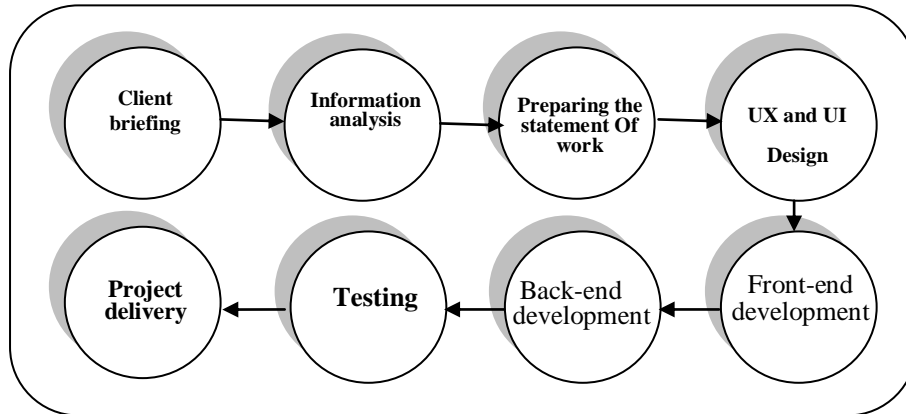 Client
briefing
Information
analysis
Preparing the
statement Of
work
UX and UI
Design
Front-end
development
Back-end
development
Testing
Project
delivery